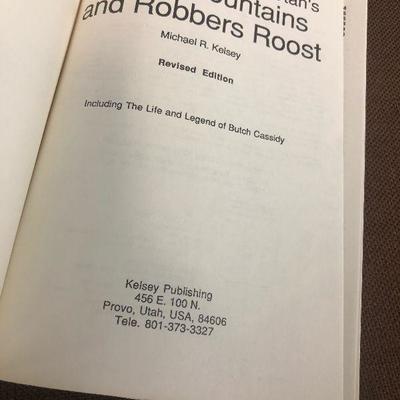 and Robbers Roost
Michael R. Kelsey
Revised Edition
Including The Life and Legend of Butch Cassidy
Kelsey Publishing
456 E. 100 N.
Provo, Utah, USA, 84606
Tele. 801-373-3327